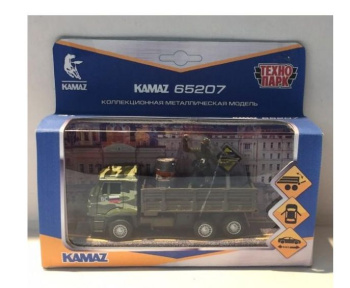 KAMAZ 65207
ТЕХНО
ПАРК
KAMAZ
КОЛЛЕКЦИОННАЯ МЕТАЛЛИЧЕСКАЯ МОДЕЛЬ
KAMAZ